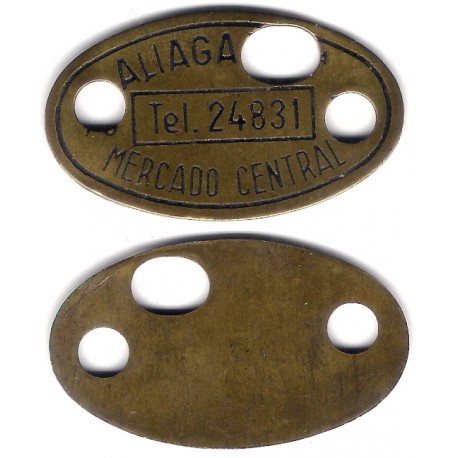 ALIAGA
Tel. 24831
MERCADO CENTRAL